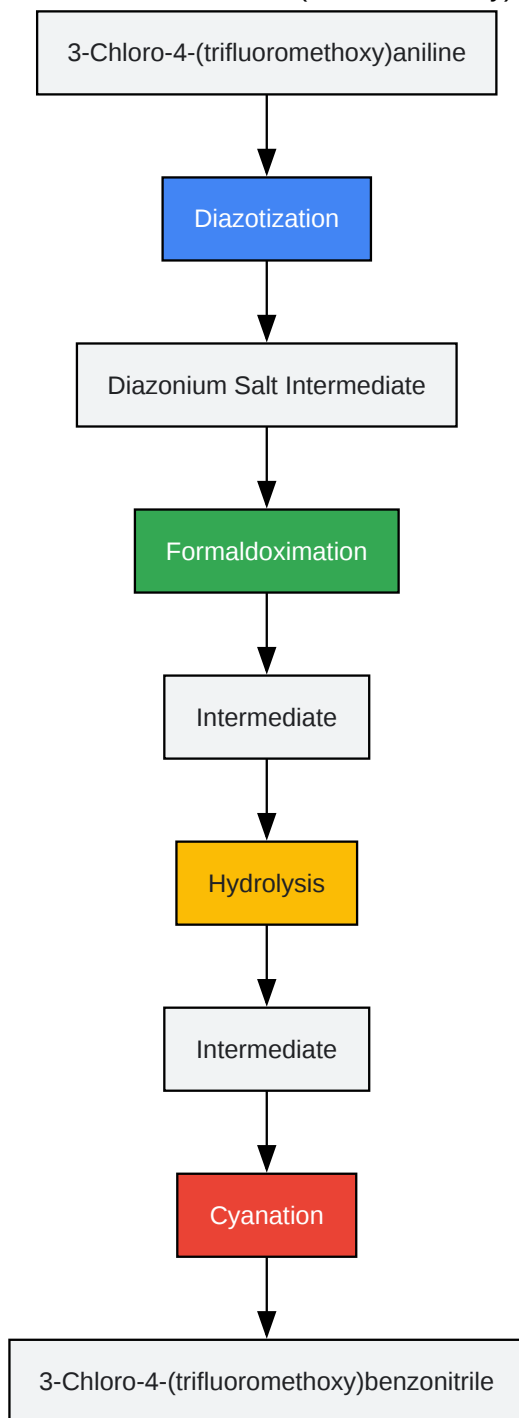 3-Chloro-4-(trifluoromethoxy)aniline
Diazotization
Diazonium Salt Intermediate
Formaldoximation
Intermediate
Hydrolysis
Intermediate
Cyanation
3-Chloro-4-(trifluoromethoxy)benzonitrile